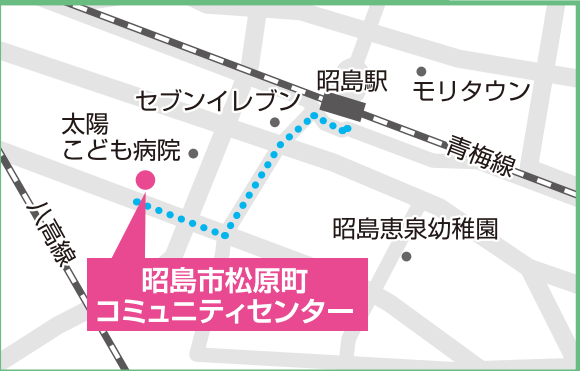 昭島駅
モリタウン
セブンイレブン
太陽
こども病院
青梅線
八高線
昭島恵泉幼稚園
昭島市松原町
コミュニティセンター